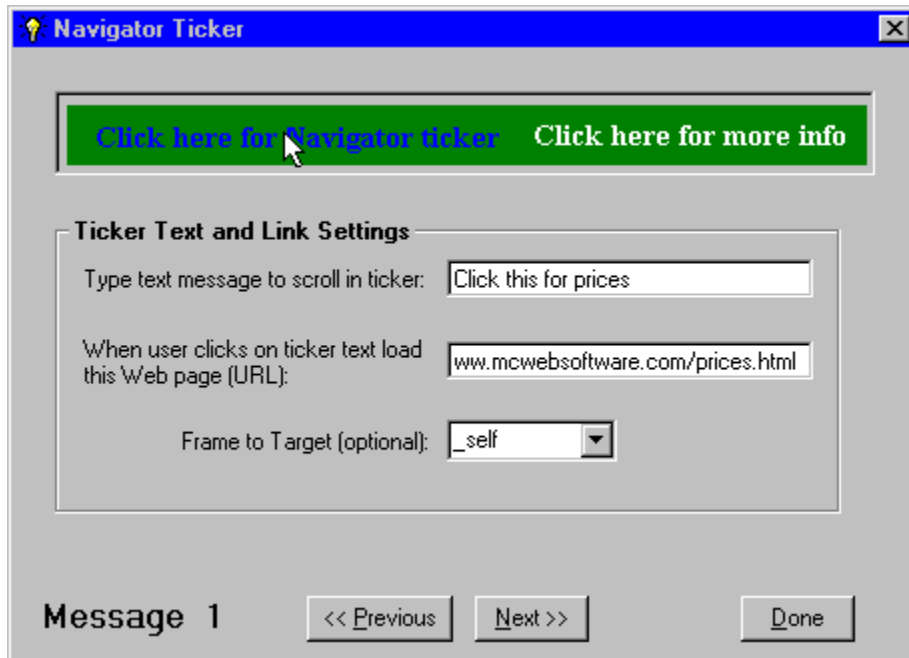 Navigator Ticker
Click here for Navigator ticker Click here for more info
Ticker Text and Link Settings
Type text message to scroll in ticker: Click this for prices
When user clicks on ticker text load
this Web page (URL): ww.mcwebsoftware.com/prices.html
Frame to Target (optional): _self
Message 1 << Previous Next >> Done